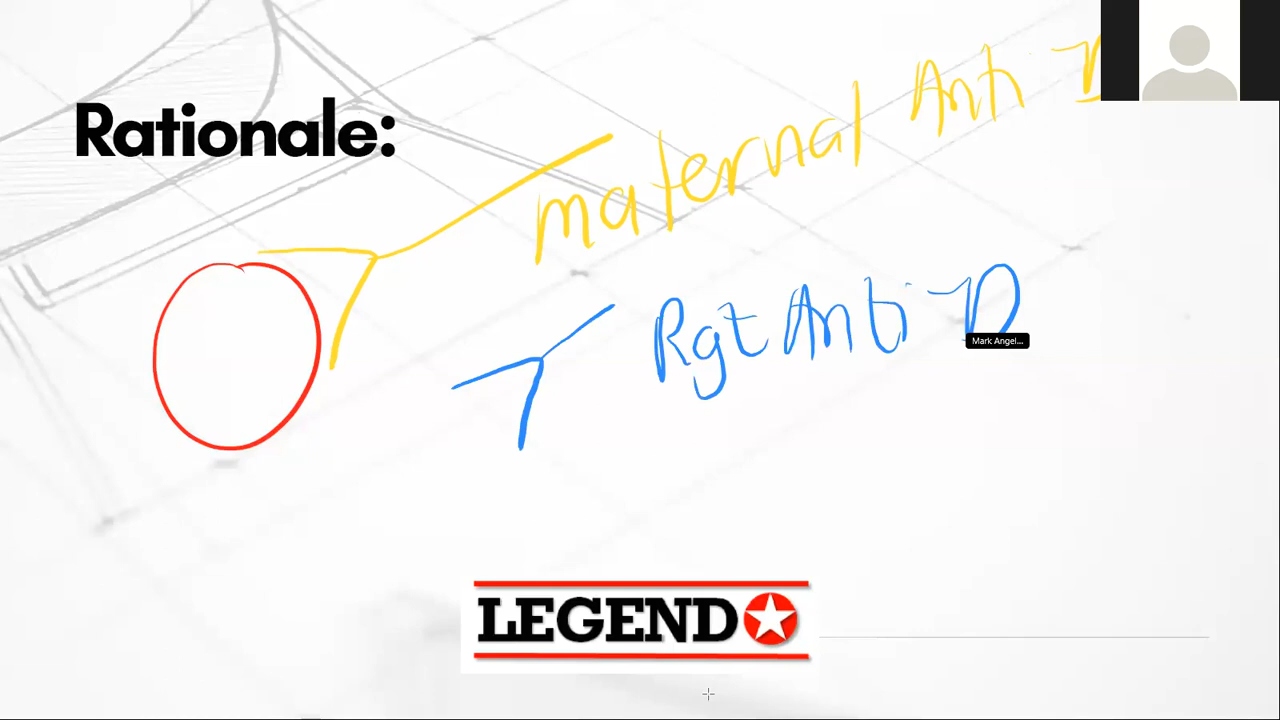 Rationale:
maternal Anti D
Rgt Anti-D
Mark Angel...
LEGEND